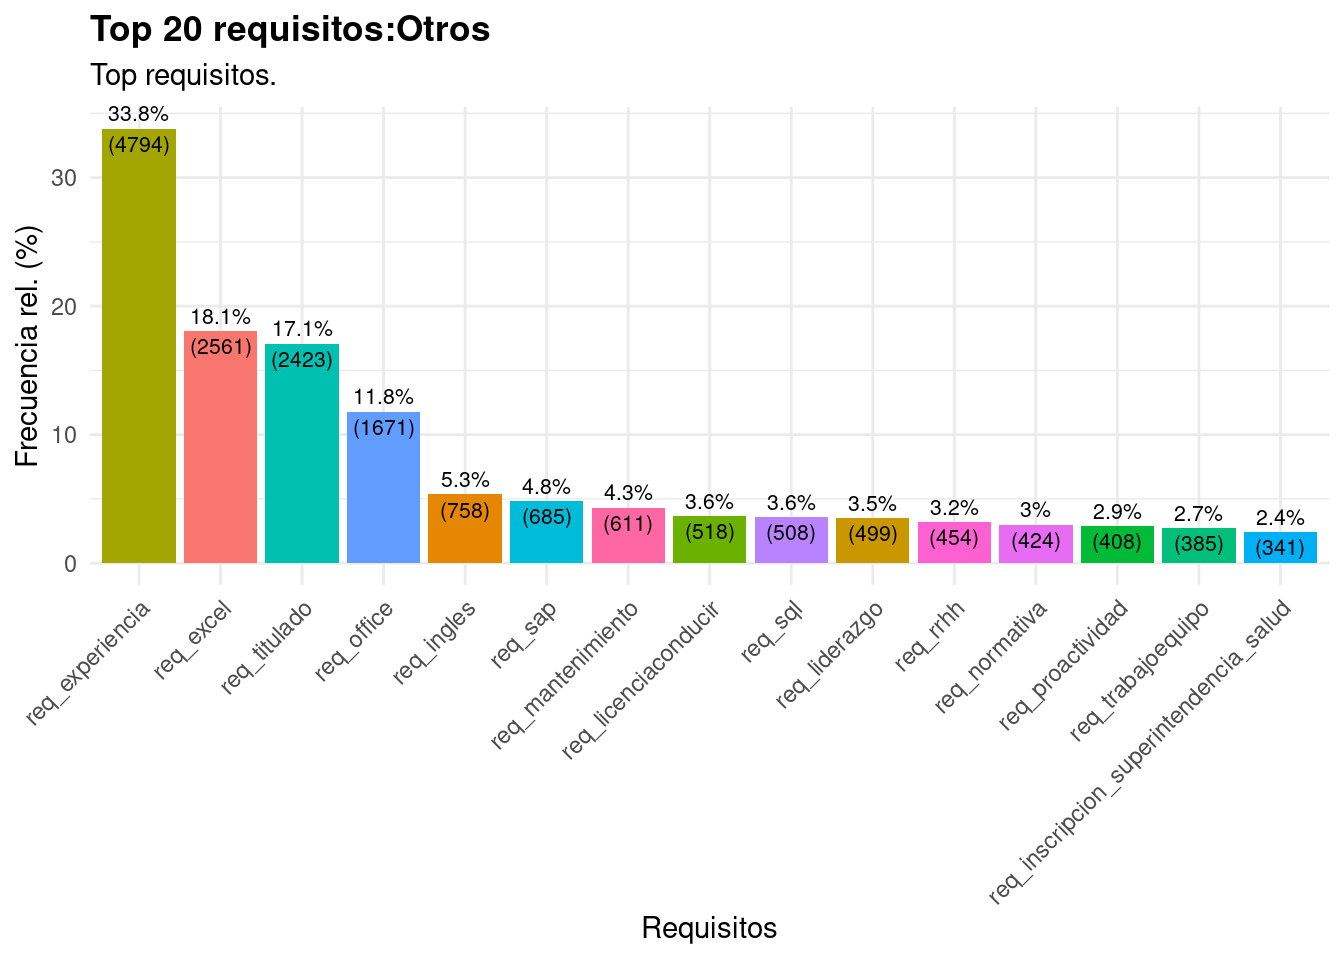 Top 20 requisitos:Otros
Top requisitos.
Frecuencia rel. (%)
30
20
10
0
33.8%
(4794)
18.1%
(2561)
17.1%
(2423)
11.8%
(1671)
5.3%
(758)
4.8%
(685)
4.3%
(611)
3.6%
(518)
3.6%
(508)
3.5%
(499)
3.2%
(454)
3%
(424)
2.9%
(408)
2.7%
(385)
2.4%
(341)
req_experiencia
req_excel
req_titulado
req_office
req_ingles
req_sap
req_mantenimiento
req_licenciaconducir
req_sql
req_liderazgo
req_rrhh
req_normativa
req_proactividad
req_trabajoequipo
req_inscripcion_superintendencia_salud
Requisitos